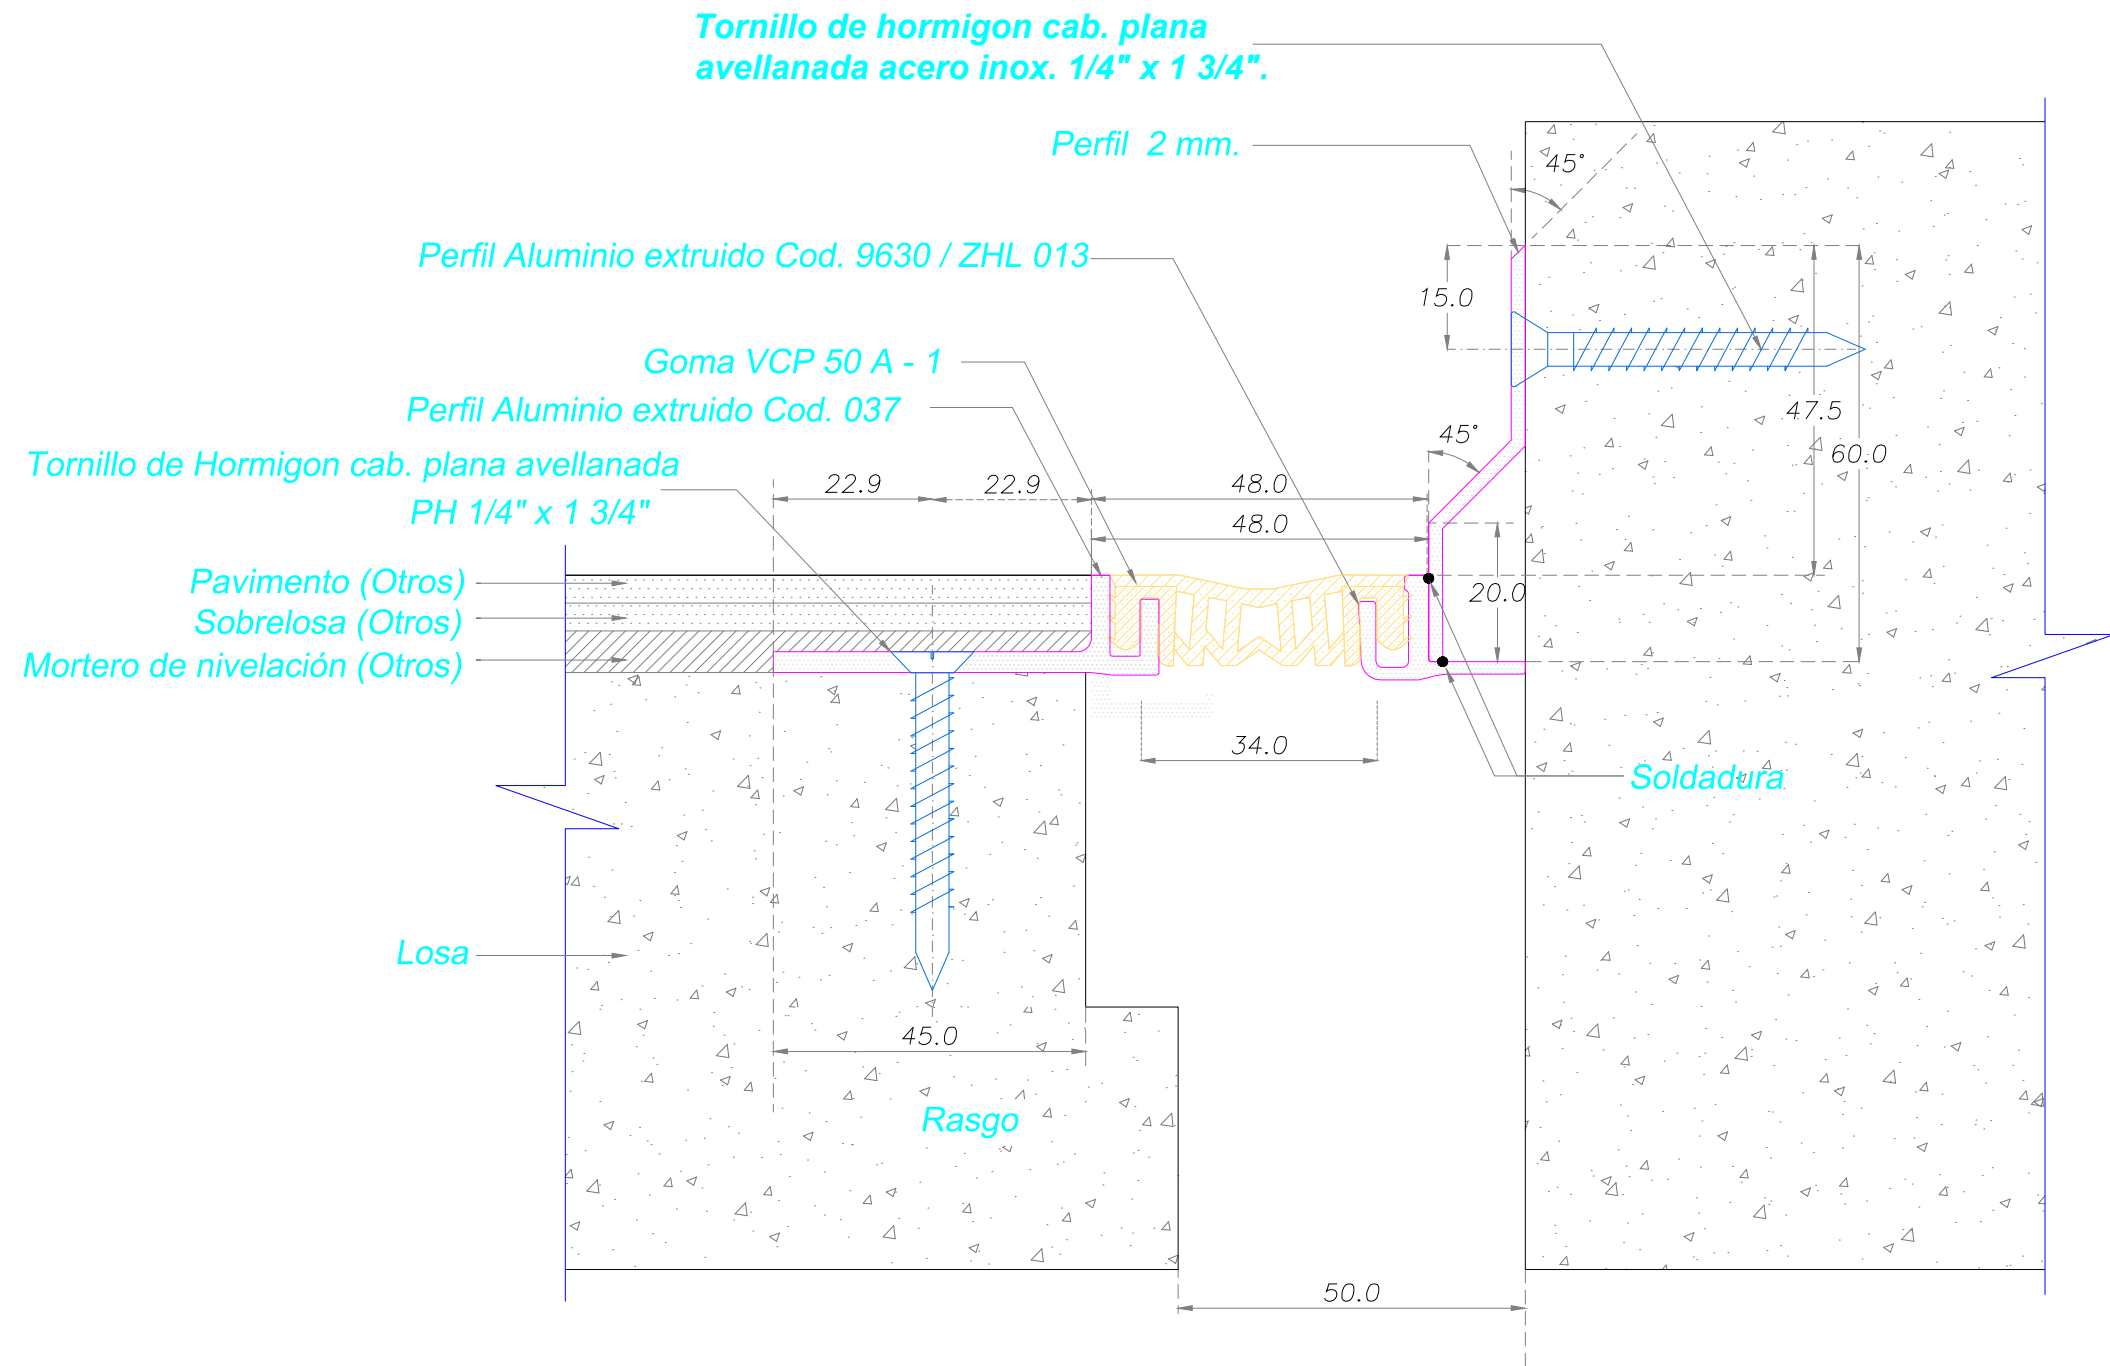 Tornillo de hormigon cab. plana
avellanada acero inox. 1/4" x 1 3/4".
Perfil 2 mm.
45°
Perfil Aluminio extruido Cod. 9630 / ZHL 013
15.0
Goma VCP 50 A - 1
Perfil Aluminio extruido Cod. 037
47.5
45°
60.0
Tornillo de Hormigon cab. plana avellanada
PH 1/4" x 1 3/4"
22.9
22.9
48.0
48.0
Pavimento (Otros)
Sobrelosa (Otros)
Mortero de nivelación (Otros)
20.0
34.0
Soldadura
Losa
45.0
Rasgo
50.0